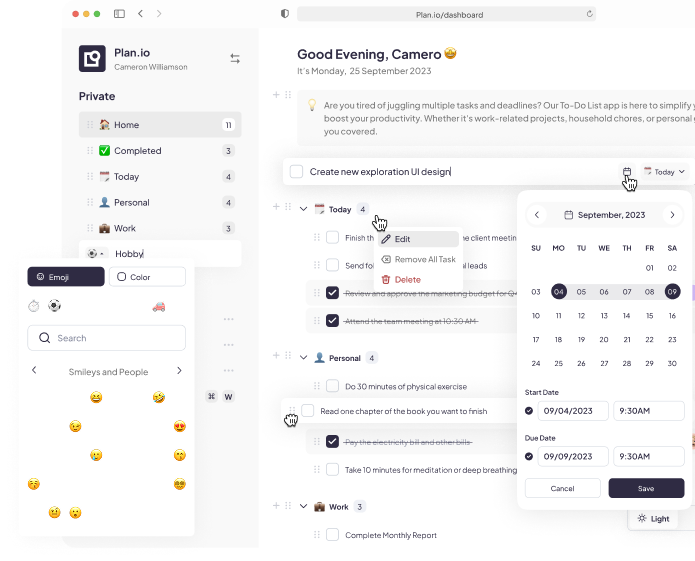 Plan.io/dashboard
Plan.io
Cameron Williamson
Private
Home 11
Completed 3
Today 4
Personal 4
Work 3
Hobby
Emoji
Color
Search
Smileys and People
⌘ W
Good Evening, Camero
It's Monday, 25 September 2023
Are you tired of juggling multiple tasks and deadlines? Our To-Do List app is here to simplify
boost your productivity. Whether it's work-related projects, household chores, or personal
you covered.
Create new exploration UI design
Today
Today 4
Finish the client meetin
Send fol al leads
Review and approve the marketing budget for Q
Attend the team meeting at 10:30 AM
Edit
Remove All Task
Delete
Personal 4
Do 30 minutes of physical exercise
Read one chapter of the book you want to finish
Pay the electricity bill and other bills
Take 10 minutes for meditation or deep breathing
Work 3
Complete Monthly Report
September, 2023
SU MO TU WE TH FR SA
01 02
03 04 05 06 07 08 09
10 11 12 13 14 15 16
17 18 19 20 21 22 23
24 25 26 27 28 29 30
Start Date
09/04/2023 9:30AM
Due Date
09/09/2023 9:30AM
Cancel
Save
Light